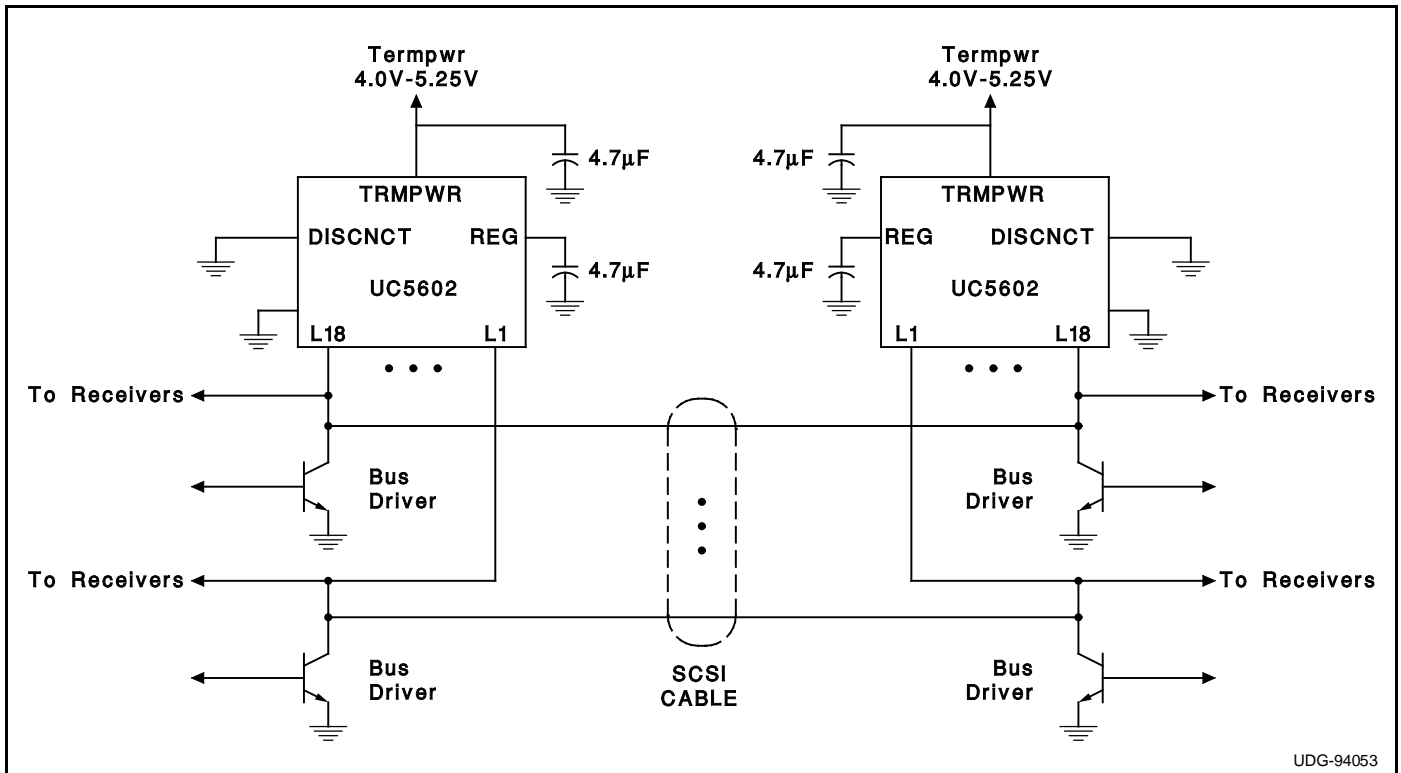 Termpwr
4.0V-5.25V
Termpwr
4.0V-5.25V
4.7µF
4.7µF
TRMPWR
TRMPWR
DISCNCT
REG
REG
DISCNCT
4.7µF
4.7µF
UC5602
UC5602
L18
L1
L1
L18
To Receivers
To Receivers
Bus
Driver
Bus
Driver
To Receivers
To Receivers
Bus
Driver
SCSI
CABLE
Bus
Driver
UDG-94053